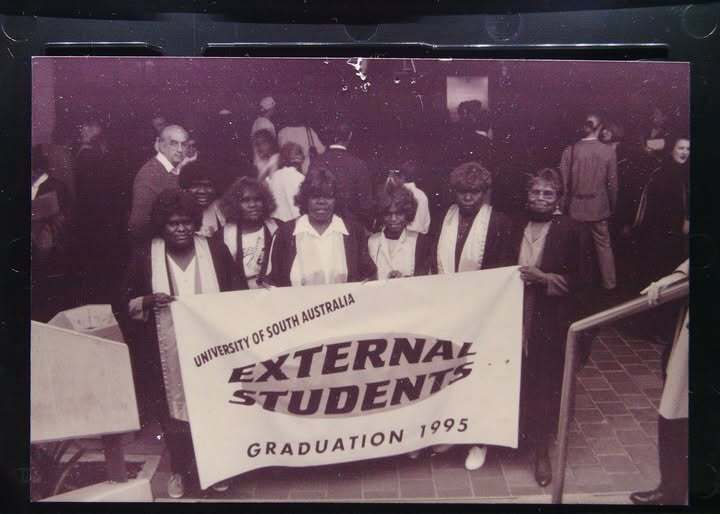 UNIVERSITY OF SOUTH AUSTRALIA
EXTERNAL
STUDENTS
GRADUATION 1995